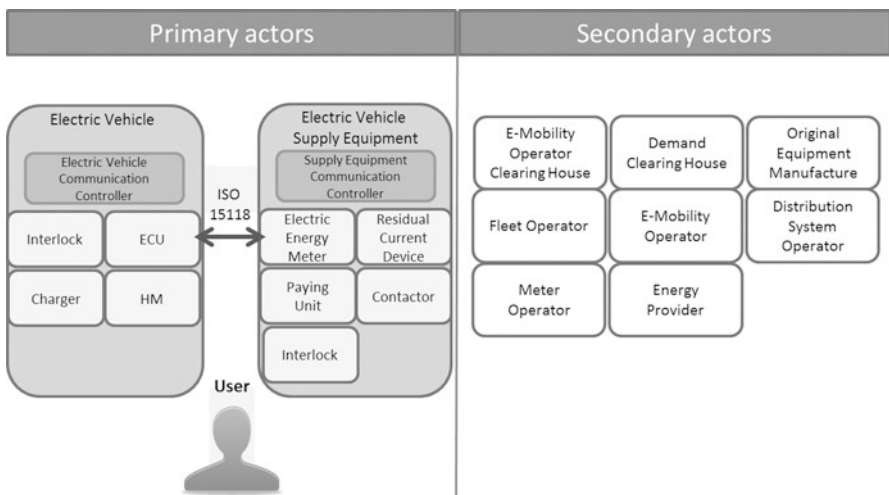 Primary actors
Secondary actors
Electric Vehicle
Electric Vehicle
Communication
Controller
Interlock
ECU
Charger
HM
ISO
15118
Electric Vehicle
Supply Equipment
Supply Equipment
Communication
Controller
Electric
Energy
Meter
Residual
Current
Device
Paying
Unit
Contactor
Interlock
User
E-Mobility
Operator
Clearing House
Demand
Clearing House
Original
Equipment
Manufacture
Fleet Operator
E-Mobility
Operator
Distribution
System
Operator
Meter
Operator
Energy
Provider